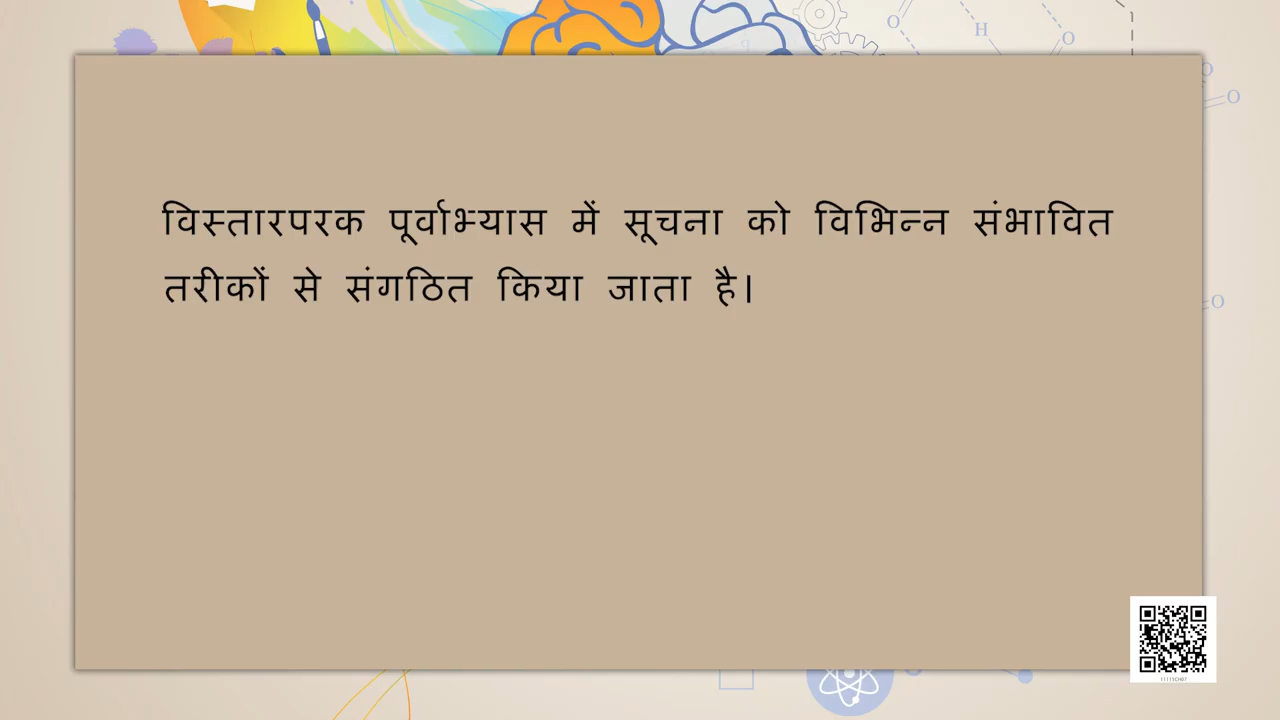 O
H
O
O
O
विस्तारपरक पूर्वाभ्यास में सूचना को विभिन्न संभावित
तरीकों से संगठित किया जाता है।
O